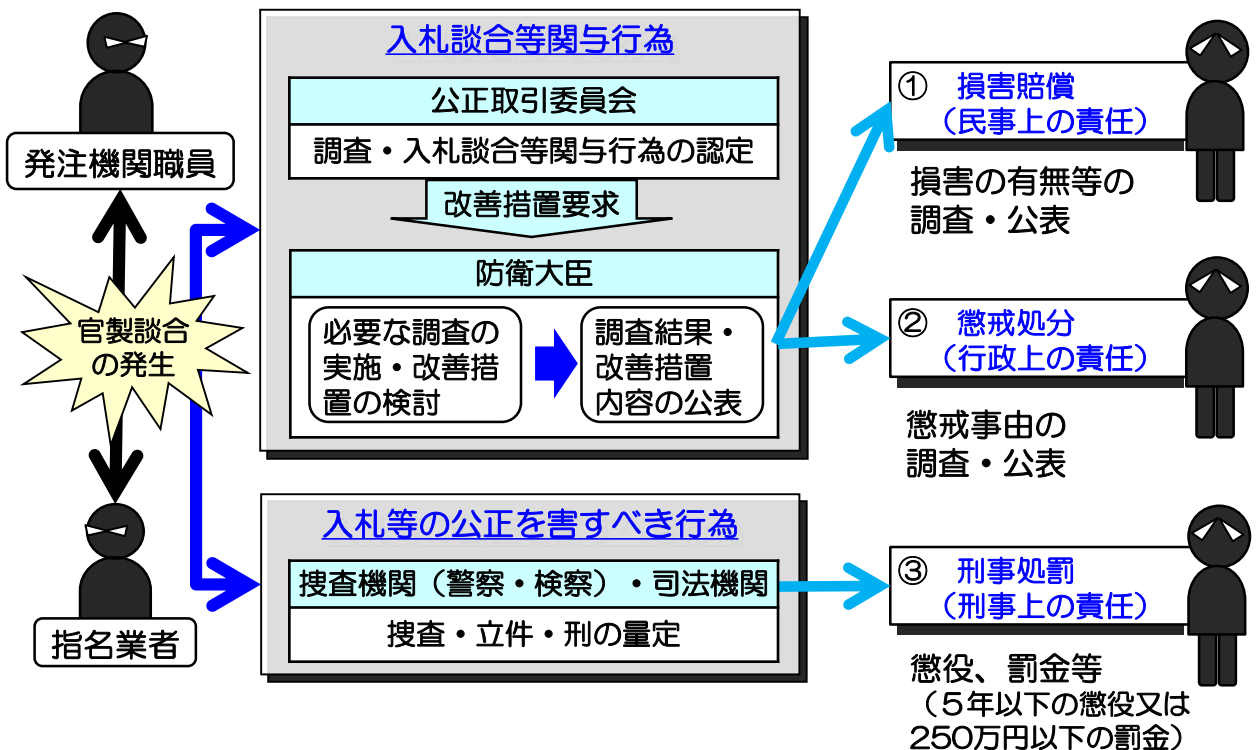 発注機関職員
官製談合
の発生
指名業者
入札談合等関与行為
公正取引委員会
調査・入札談合等関与行為の認定
改善措置要求
防衛大臣
必要な調査の
実施・改善措
置の検討
調査結果・
改善措置
内容の公表
入札等の公正を害すべき行為
捜査機関（警察・検察）・司法機関
捜査・立件・刑の量定
① 損害賠償
（民事上の責任）
損害の有無等の
調査・公表
② 懲戒処分
（行政上の責任）
懲戒事由の
調査・公表
③ 刑事処罰
（刑事上の責任）
懲役、罰金等
（５年以下の懲役又は
250万円以下の罰金）